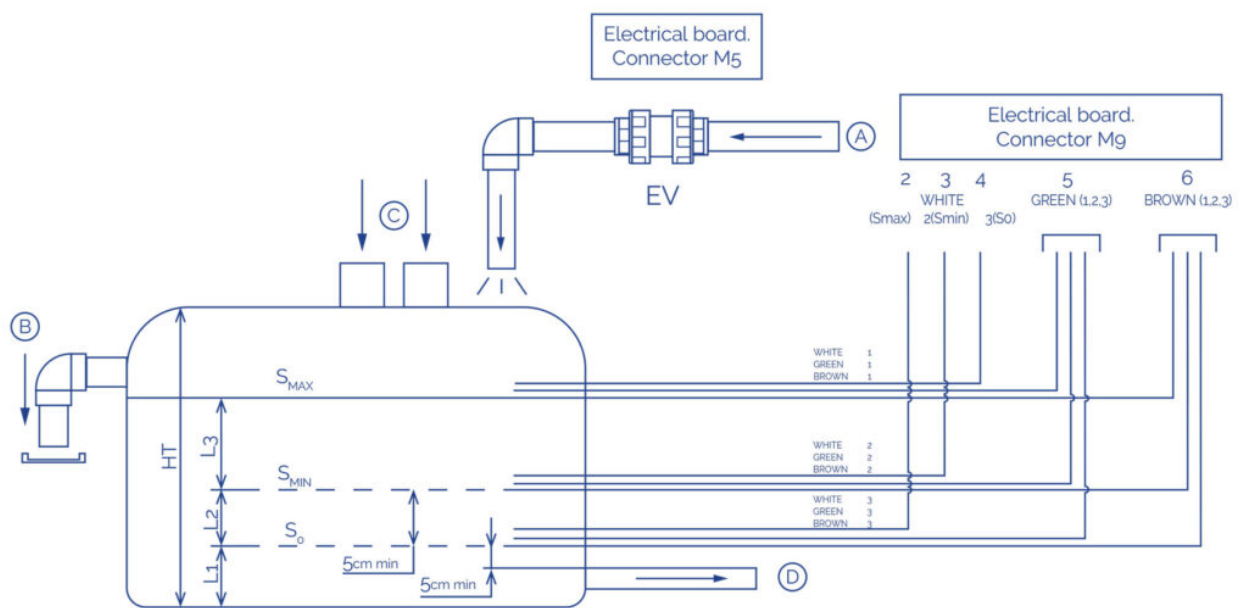 Electrical board.
Connector M5
Electrical board.
Connector M9
A
EV
2 3 4 5 6
WHITE GREEN (1,2,3) BROWN (1,2,3)
(Smax) 2(Smin) 3(S0)
C
B
WHITE 1
GREEN 1
BROWN 1
SMAX
HT
L3
WHITE 2
GREEN 2
BROWN 2
SMIN
L2
WHITE 3
GREEN 3
BROWN 3
S0
L1
5cm min
5cm min
D